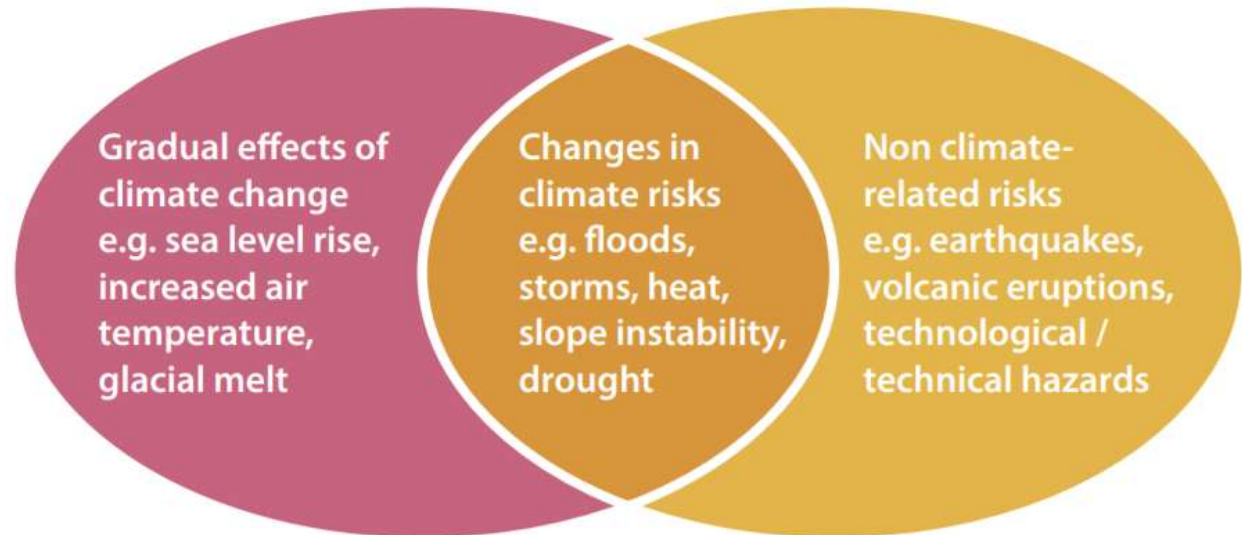 Gradual effects of
climate change
e.g. sea level rise,
increased air
temperature,
glacial melt
Changes in
climate risks
e.g. floods,
storms, heat,
slope instability,
drought
Non climate-
related risks
e.g. earthquakes,
volcanic eruptions,
technological /
technical hazards